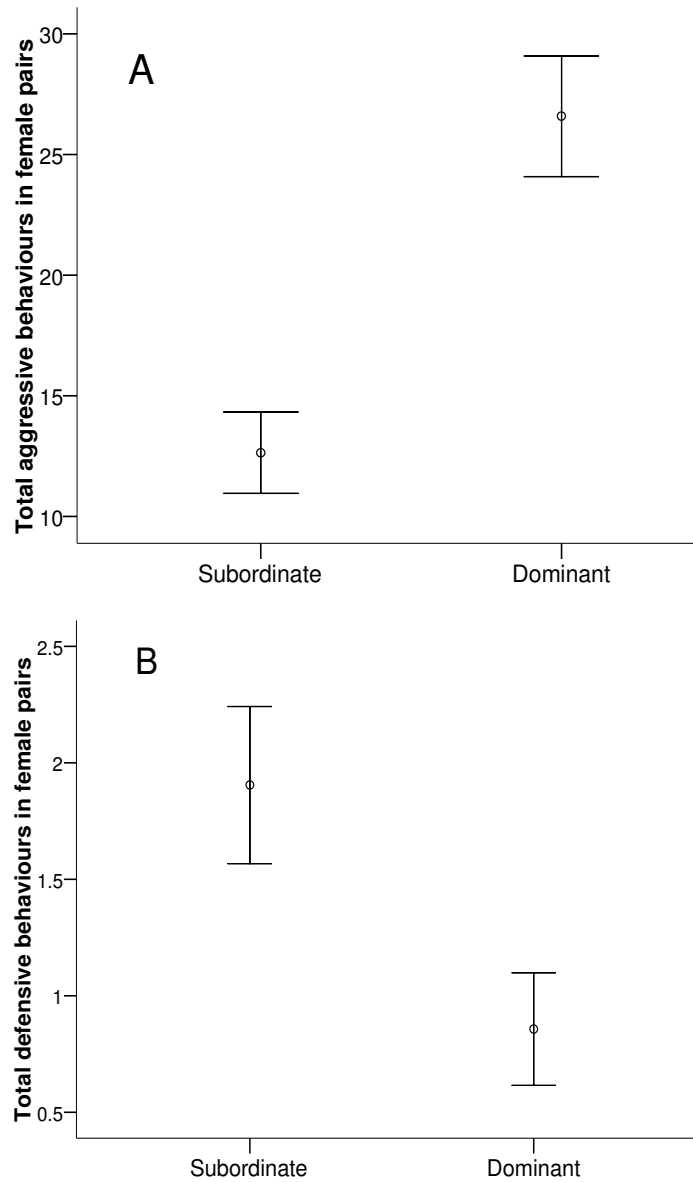 A
Total aggressive behaviours in female pairs
30
25
20
15
10
Subordinate Dominant
B
Total defensive behaviours in female pairs
2.5
2
1.5
1
0.5
Subordinate Dominant